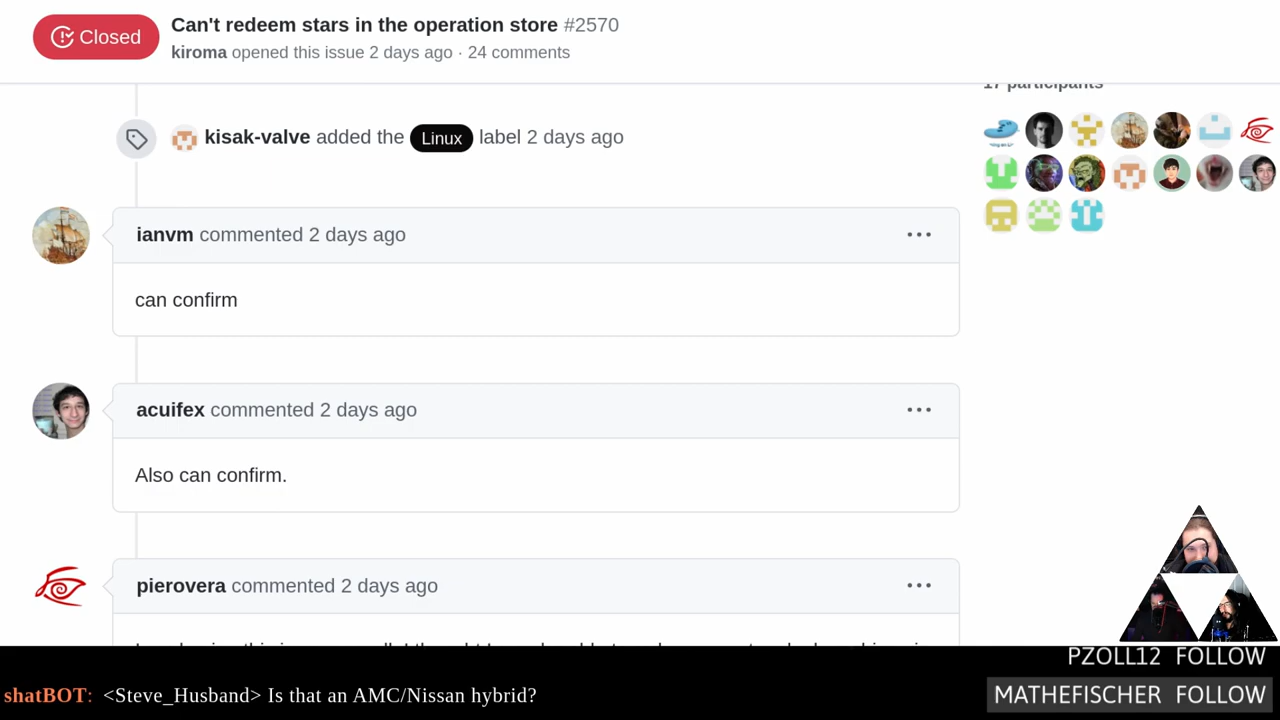 Closed
Can't redeem stars in the operation store #2570
kiroma opened this issue 2 days ago · 24 comments
17 participants
kisak-valve added the Linux label 2 days ago
ianvm commented 2 days ago
can confirm
acuifex commented 2 days ago
Also can confirm.
pierovera commented 2 days ago
PZOLL12 FOLLOW
shatBOT: <Steve_Husband> Is that an AMC/Nissan hybrid?
MATHEFISCHER FOLLOW